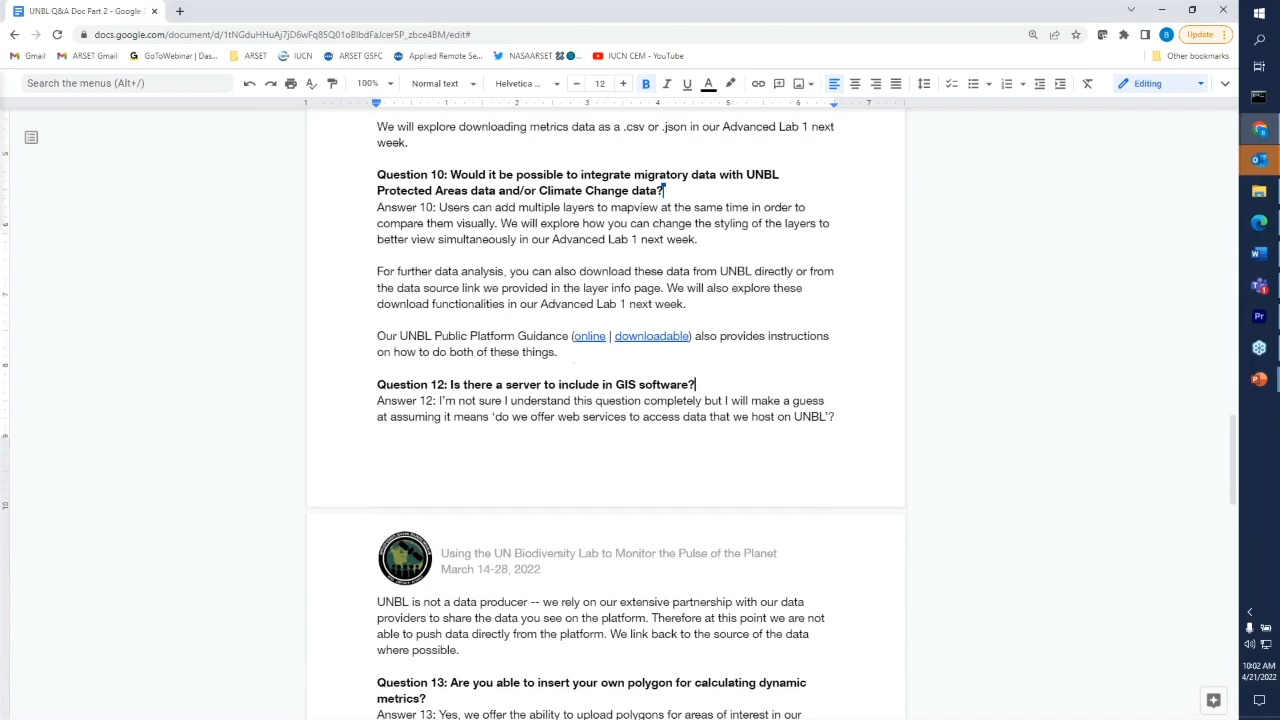 UNBL Q&A Doc Part 2 - Google
docs.google.com/document/d/1tNGduHHuAj7jD6wFq85Q01oBIbdFaJcer5P_zbce4BM/edit#
Update
Gmail
ARSET Gmail
GoToWebinar | Das...
ARSET
IUCN
ARSET GSFC
Applied Remote Se...
NASAARSET
IUCN CEM - YouTube
Other bookmarks
Search the menus (Alt+/)
100%
Normal text
Helvetica ...
12
Editing
We will explore downloading metrics data as a .csv or .json in our Advanced Lab 1 next
week.
Question 10: Would it be possible to integrate migratory data with UNBL
Protected Areas data and/or Climate Change data?
Answer 10: Users can add multiple layers to mapview at the same time in order to
compare them visually. We will explore how you can change the styling of the layers to
better view simultaneously in our Advanced Lab 1 next week.
For further data analysis, you can also download these data from UNBL directly or from
the data source link we provided in the layer info page. We will also explore these
download functionalities in our Advanced Lab 1 next week.
Our UNBL Public Platform Guidance (online | downloadable) also provides instructions
on how to do both of these things.
Question 12: Is there a server to include in GIS software?
Answer 12: I'm not sure I understand this question completely but I will make a guess
at assuming it means 'do we offer web services to access data that we host on UNBL'?
Using the UN Biodiversity Lab to Monitor the Pulse of the Planet
March 14-28, 2022
UNBL is not a data producer -- we rely on our extensive partnership with our data
providers to share the data you see on the platform. Therefore at this point we are not
able to push data directly from the platform. We link back to the source of the data
where possible.
Question 13: Are you able to insert your own polygon for calculating dynamic
metrics?
Answer 13: Yes, we offer the ability to upload polygons for areas of interest in our
10:02 AM
4/21/2022